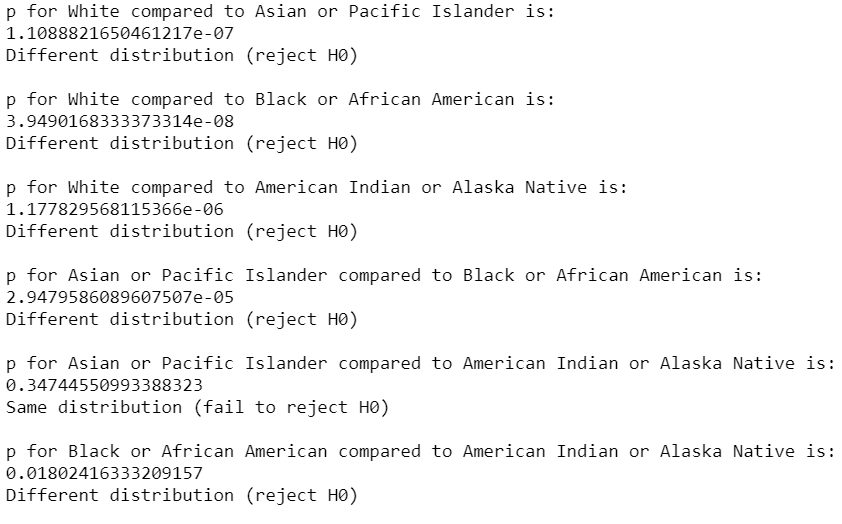 p for White compared to Asian or Pacific Islander is:
1.1088821650461217e-07
Different distribution (reject H0)
p for White compared to Black or African American is:
3.9490168333373314e-08
Different distribution (reject H0)
p for White compared to American Indian or Alaska Native is:
1.177829568115366e-06
Different distribution (reject H0)
p for Asian or Pacific Islander compared to Black or African American is:
2.9479586089607507e-05
Different distribution (reject H0)
p for Asian or Pacific Islander compared to American Indian or Alaska Native is:
0.34744550993388323
Same distribution (fail to reject H0)
p for Black or African American compared to American Indian or Alaska Native is:
0.01802416333209157
Different distribution (reject H0)